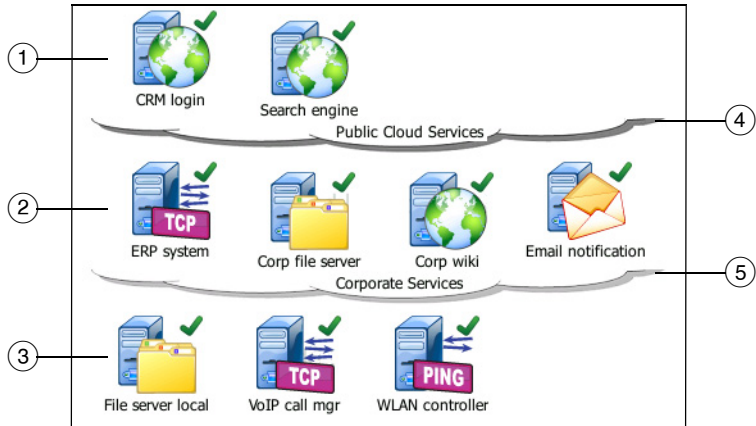 1
CRM login
Search engine
Public Cloud Services
4
2
TCP
ERP system
Corp file server
Corp wiki
Email notification
Corporate Services
5
3
TCP
PING
File server local
VoIP call mgr
WLAN controller